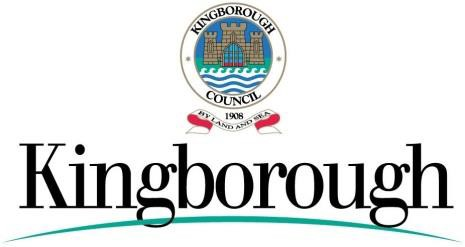 KINGBOROUGH
COUNCIL
1908
BY LAND AND SEA
Kingborough